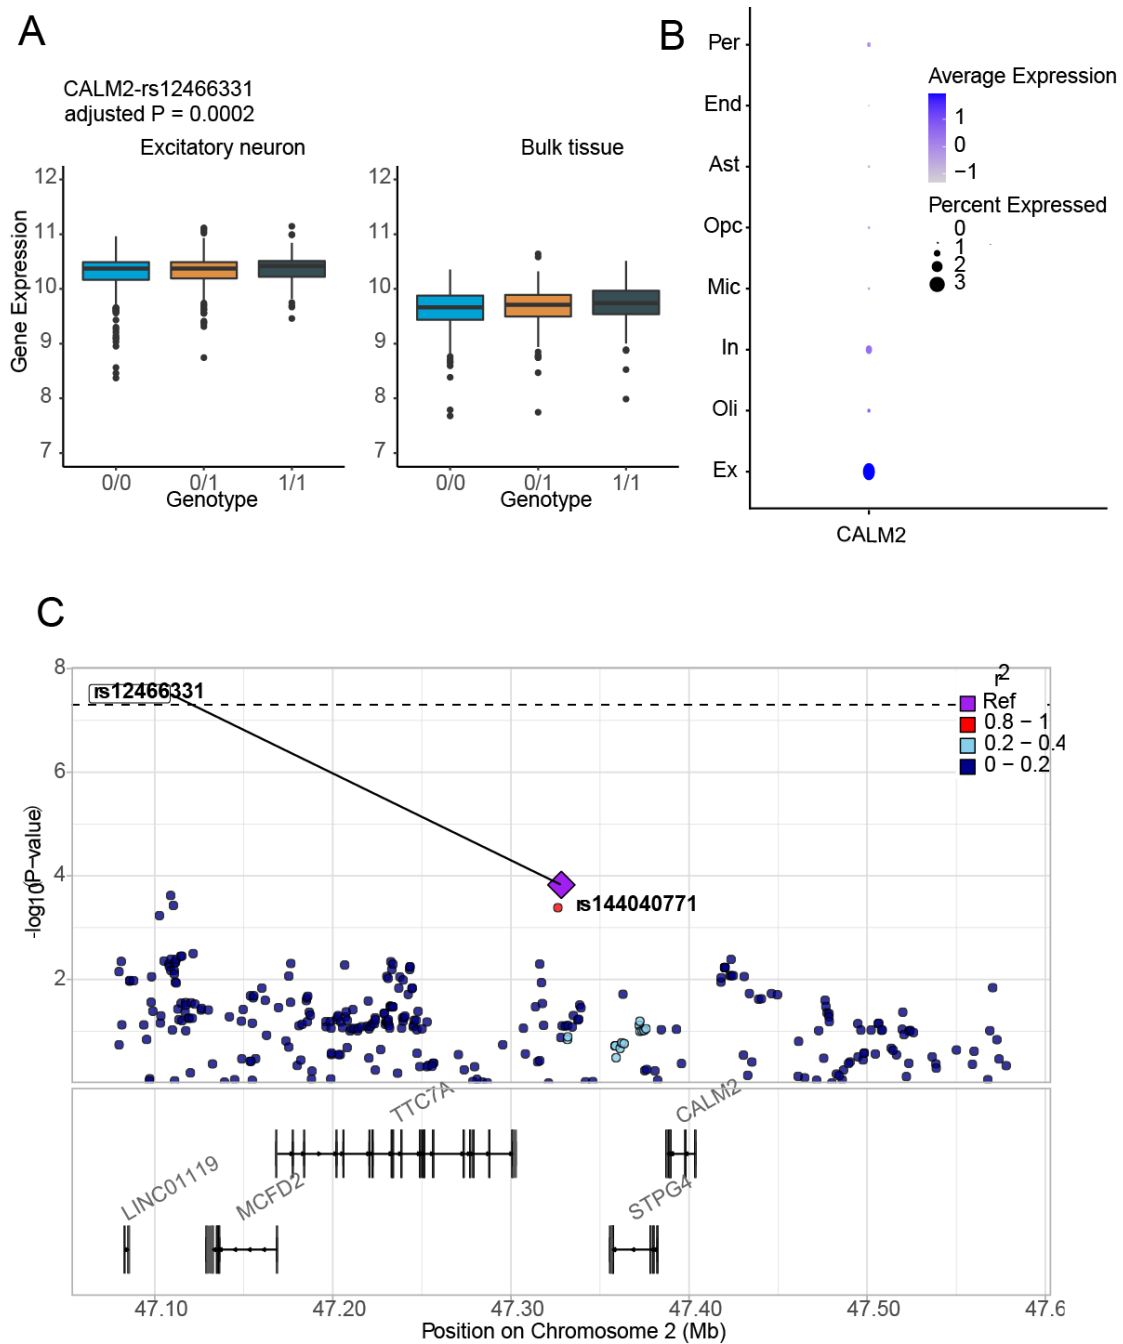 A
CALM2-rs12466331
adjusted P = 0.0002
Excitatory neuron
Bulk tissue
Gene Expression
12
11
10
9
8
7
0/0
0/1
1/1
Genotype
12
11
10
9
8
7
0/0
0/1
1/1
Genotype
B
Per
End
Ast
Opc
Mic
In
Oli
Ex
CALM2
Average Expression
1
0
−1
Percent Expressed
0
1
2
3
C
8
6
4
2
-log10(P−value)
rs12466331
rs144040771
r2
Ref
0.8 − 1
0.2 − 0.4
0 − 0.2
TTC7A
CALM2
LINC01119
MCFD2
STPG4
47.10
47.20
47.30
47.40
47.50
47.6
Position on Chromosome 2 (Mb)